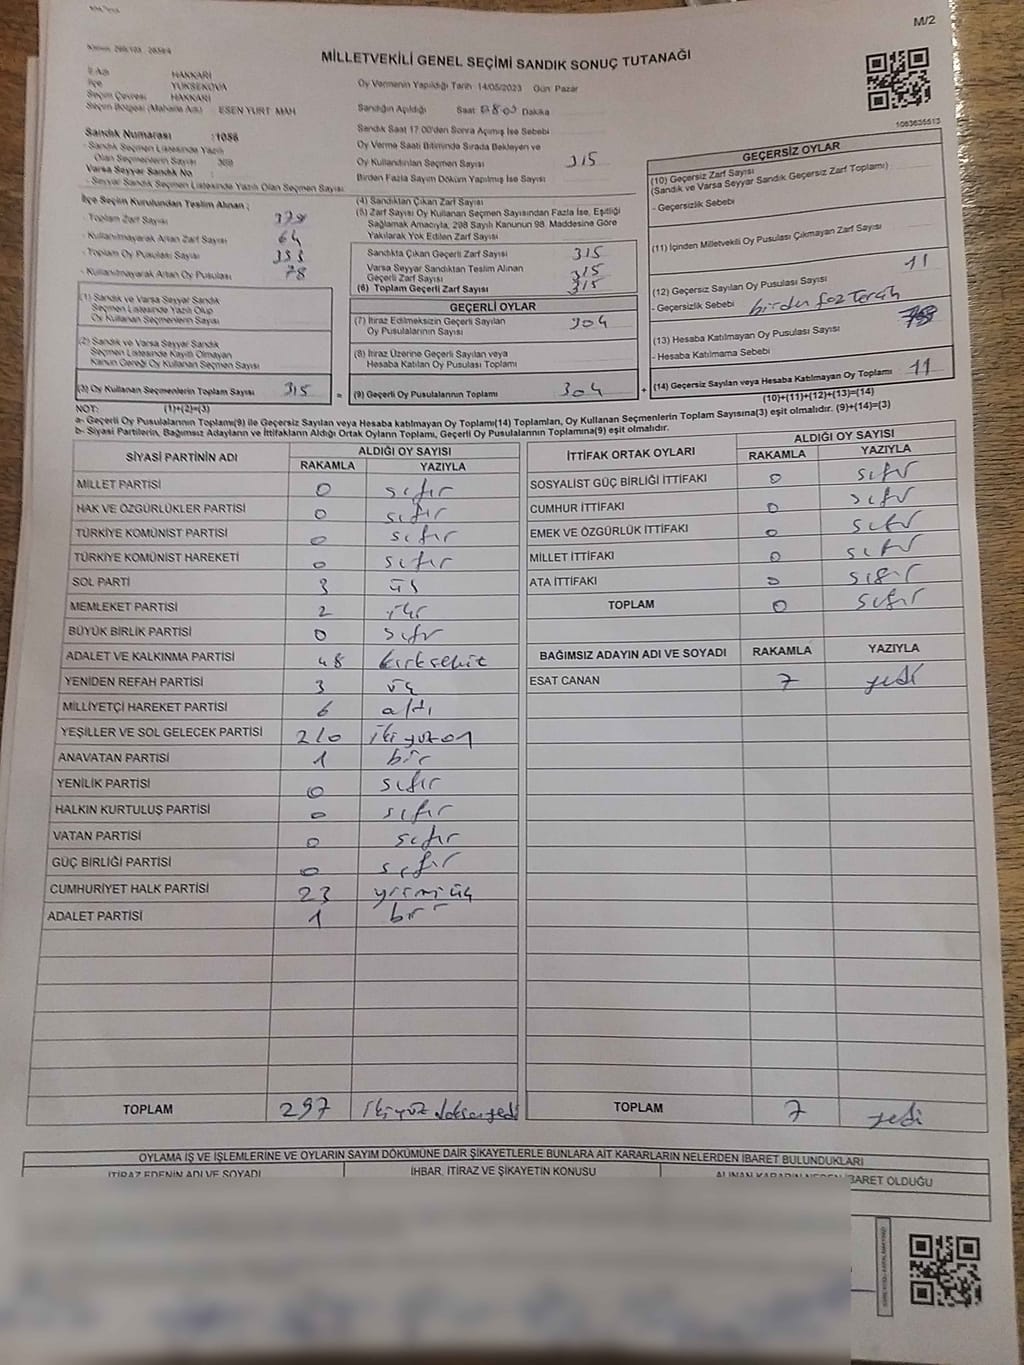 M/2
MİLLETVEKİLİ GENEL SEÇİMİ SANDIK SONUÇ TUTANAĞI
İl Adı HAKKARİ
İlçe YÜKSEKOVA
Seçim Çevresi HAKKARİ
Seçim Bölgesi (Mahalle Adı) ESENYURT MAH
Sandık Numarası :1056
- Sandık Seçmen Listesinde Yazılı
Olan Seçmenlerin Sayısı
Varsa Seyyar Sandık No
- Seyyar Sandık Seçmen Listesinde Yazılı Olan Seçmen Sayısı
Oy Vermenin Yapıldığı Tarih 14/05/2023 Gün Pazar
Sandığın Açıldığı Saat 0800 Dakika
Sandık Saat 17 00'den Sonra Açılmış İse Sebebi
Oy Verme Saati Bitiminde Sırada Bekleyen ve
Oy Kullandırılan Seçmen Sayısı 315
Birden Fazla Sayım Döküm Yapılmış İse Sayısı
1083635513
İlçe Seçim Kurulundan Teslim Alınan ;
- Toplam Zarf Sayısı 379
- Kullanılmayarak Artan Zarf Sayısı 64
- Toplam Oy Pusulası Sayısı
- Kullanılmayarak Artan Oy Pusulası 78
(1) Sandık ve Varsa Seyyar Sandık
Seçmen Listesinde Yazılı Olup
Oy Kullanan Seçmenlerin Sayısı
(2) Sandık ve Varsa Seyyar Sandık
Seçmen Listesinde Kayıtlı Olmayan
Kanun Gereği Oy Kullanan Seçmenlerin Sayısı
(3) Oy Kullanan Seçmenlerin Toplam Sayısı 315
(4) Sandıktan Çıkan Zarf Sayısı
(5) Zarf Sayısı Oy Kullanan Seçmen Sayısından Fazla İse, Eşitliği
Sağlamak Amacıyla, 298 Sayılı Kanunun 98. Maddesine Göre
Yakılarak Yok Edilen Zarf Sayısı
Sandıkta Çıkan Geçerli Zarf Sayısı 315
Varsa Seyyar Sandıktan Teslim Alınan
Geçerli Zarf Sayısı 315
(6) Toplam Geçerli Zarf Sayısı 315
GEÇERLİ OYLAR
(7) İtiraz Edilmeksizin Geçerli Sayılan
Oy Pusulalarının Sayısı 304
(8) İtiraz Üzerine Geçerli Sayılan veya
Hesaba Katılan Oy Pusulası Toplamı
= (9) Geçerli Oy Pusulalarının Toplamı 304
GEÇERSİZ OYLAR
(10) Geçersiz Zarf Sayısı
(Sandık ve Varsa Seyyar Sandık Geçersiz Zarf Toplamı)
- Geçersizlik Sebebi
(11) İçinden Milletvekili Oy Pusulası Çıkmayan Zarf Sayısı
(12) Geçersiz Sayılan Oy Pusulası Sayısı 11
- Geçersizlik Sebebi birden faz tercih
(13) Hesaba Katılmayan Oy Pusulası Sayısı
- Hesaba Katılmama Sebebi
+ (14) Geçersiz Sayılan veya Hesaba Katılmayan Oy Toplamı 11
(10)+(11)+(12)+(13)=(14)
NOT: (1)+(2)=(3)
a- Geçerli Oy Pusulalarının Toplamı(9) ile Geçersiz Sayılan veya Hesaba katılmayan Oy Toplamı(14) Toplamları, Oy Kullanan Seçmenlerin Toplam Sayısına(3) eşit olmalıdır. (9)+(14)=(3)
b- Siyasi Partilerin, Bağımsız Adayların ve İttifakların Aldığı Ortak Oyların Toplamı, Geçerli Oy Pusulalarının Toplamına(9) eşit olmalıdır.
SİYASİ PARTİNİN ADI ALDIĞI OY SAYISI
RAKAMLA YAZIYLA
MİLLET PARTİSİ 0 sıfır
HAK VE ÖZGÜRLÜKLER PARTİSİ 0 sıfır
TÜRKİYE KOMÜNİST PARTİSİ 0 sıfır
TÜRKİYE KOMÜNİST HAREKETİ 0 sıfır
SOL PARTİ 3 üş
MEMLEKET PARTİSİ 2
BÜYÜK BİRLİK PARTİSİ 0 sıfır
ADALET VE KALKINMA PARTİSİ 48 kırksekit
YENİDEN REFAH PARTİSİ 3 üç
MİLLİYETÇİ HAREKET PARTİSİ 6 altı
YEŞİLLER VE SOL GELECEK PARTİSİ 210 ikiyüzon
ANAVATAN PARTİSİ 1 bir
YENİLİK PARTİSİ 0 sıfır
HALKIN KURTULUŞ PARTİSİ 0 sıfır
VATAN PARTİSİ 0 sıfır
GÜÇ BİRLİĞİ PARTİSİ 0 sıfır
CUMHURİYET HALK PARTİSİ 23 yirmi üç
ADALET PARTİSİ 1 bir
TOPLAM 297 ikiyüz doksanyedi
İTTİFAK ORTAK OYLARI ALDIĞI OY SAYISI
RAKAMLA YAZIYLA
SOSYALİST GÜÇ BİRLİĞİ İTTİFAKI 0 sıfır
CUMHUR İTTİFAKI 0 sıfır
EMEK VE ÖZGÜRLÜK İTTİFAKI 0 sıfır
MİLLET İTTİFAKI 0 sıfır
ATA İTTİFAKI 0 sıfır
TOPLAM 0 sıfır
BAĞIMSIZ ADAYIN ADI VE SOYADI RAKAMLA YAZIYLA
ESAT CANAN 7 yedi
TOPLAM 7 yedi
OYLAMA İŞ VE İŞLEMLERİNE VE OYLARIN SAYIM DÖKÜMÜNE DAİR ŞİKAYETLERLE BUNLARA AİT KARARLARIN NELERDEN İBARET BULUNDUKLARI
İTİRAZ EDENİN ADI VE SOYADI İHBAR, İTİRAZ VE ŞİKAYETİN KONUSU ALINAN KARARIN NEDEN İBARET OLDUĞU